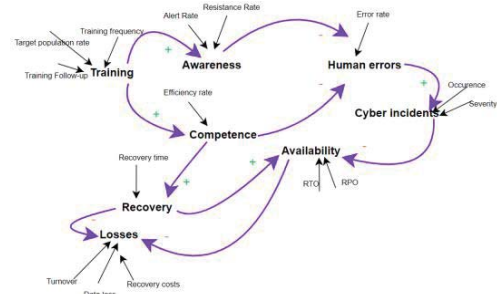 Resistance Rate
Alert Rate
Error rate
Training frequency
Target population rate
Training Follow-up
Training
Awareness
Human errors
+
-
-
+
Efficiency rate
Occurence
Severity
Cyber incidents
+
Competence
Availability
-
Recovery time
+
+
RTO
RPO
Recovery
-
Losses
-
Turnover
Recovery costs